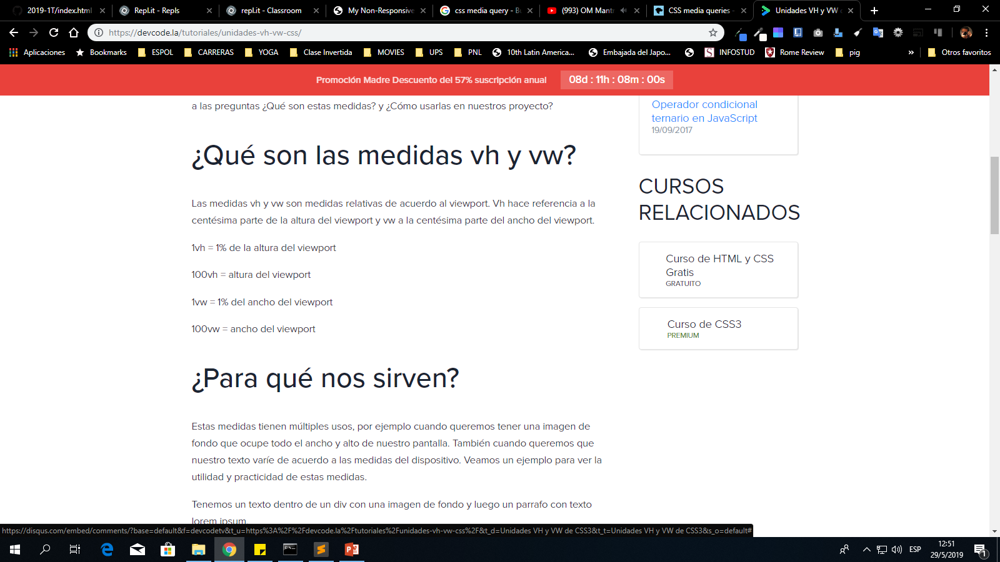 2019-1T/index.html
Repl.it - Repls
repl.it - Classroom
My Non-Responsive
css media query - Bu
(993) OM Mantr
CSS media queries -
Unidades VH y VW
https://devcode.la/tutoriales/unidades-vh-vw-css/
Aplicaciones
Bookmarks
ESPOL
CARRERAS
YOGA
Clase Invertida
MOVIES
UPS
PNL
10th Latin America...
Embajada del Japo...
INFOSTUD
Rome Review
pig
»
Otros favoritos
Promoción Madre Descuento del 57% suscripción anual
08d : 11h : 08m : 00s
a las preguntas ¿Qué son estas medidas? y ¿Cómo usarlas en nuestros proyecto?
¿Qué son las medidas vh y vw?
Las medidas vh y vw son medidas relativas de acuerdo al viewport. Vh hace referencia a la
centésima parte de la altura del viewport y vw a la centésima parte del ancho del viewport.
1vh = 1% de la altura del viewport
100vh = altura del viewport
1vw = 1% del ancho del viewport
100vw = ancho del viewport
¿Para qué nos sirven?
Estas medidas tienen múltiples usos, por ejemplo cuando queremos tener una imagen de
fondo que ocupe todo el ancho y alto de nuestro pantalla. También cuando queremos que
nuestro texto varíe de acuerdo a las medidas del dispositivo. Veamos un ejemplo para ver la
utilidad y practicidad de estas medidas.
Tenemos un texto dentro de un div con una imagen de fondo y luego un parrafo con texto
lorem ipsum.
Operador condicional
ternario en JavaScript
19/09/2017
CURSOS
RELACIONADOS
Curso de HTML y CSS
Gratis
GRATUITO
Curso de CSS3
PREMIUM
https://disqus.com/embed/comments/?base=default&f=devcodetv&t_u=https%3A%2F%2Fdevcode.la%2Ftutoriales%2Funidades-vh-vw-css%2F&t_d=Unidades VH y VW de CSS3&t_t=Unidades VH y VW de CSS3&s_o=default#
ESP
12:51
29/5/2019
1